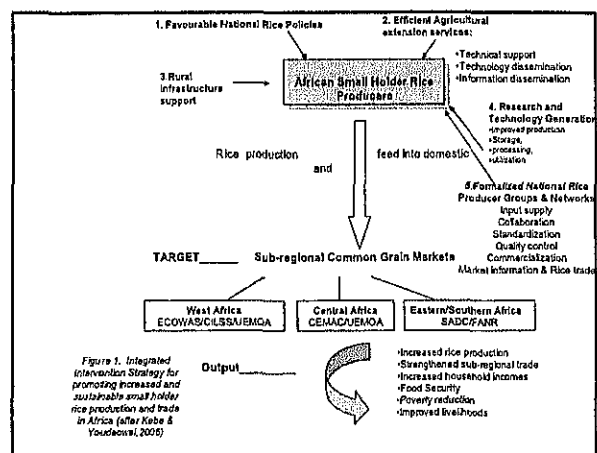 1. Favourable National Rice Policies
2. Efficient Agricultural
extension services:
•Technical support
•Technology dissemination
•Information dissemination
3.Rural
infrastructure
support
African Small Holder Rice
Producers
4. Research and
Technology Generation
•Improved production
•Storage,
•processing,
•utilization
Rice production and feed into domestic
5.Formalized National Rice
Producer Groups & Networks
Input supply
Collaboration
Standardization
Quality control
Commercialization
Market information & Rice trade
TARGET______ Sub-regional Common Grain Markets
West Africa
ECOWAS/CILSS/UEMOA
Central Africa
CEMAC/UEMOA
Eastern/Southern Africa
SADC/FANR
Figure 1. Integrated
Intervention Strategy for
promoting increased and
sustainable small holder
rice production and trade
in Africa (after Kebe &
Youdeowei,2006)
Output________
•Increased rice production
•Strengthened sub-regional trade
•Increased household incomes
•Food Security
•Poverty reduction
•Improved livelihoods